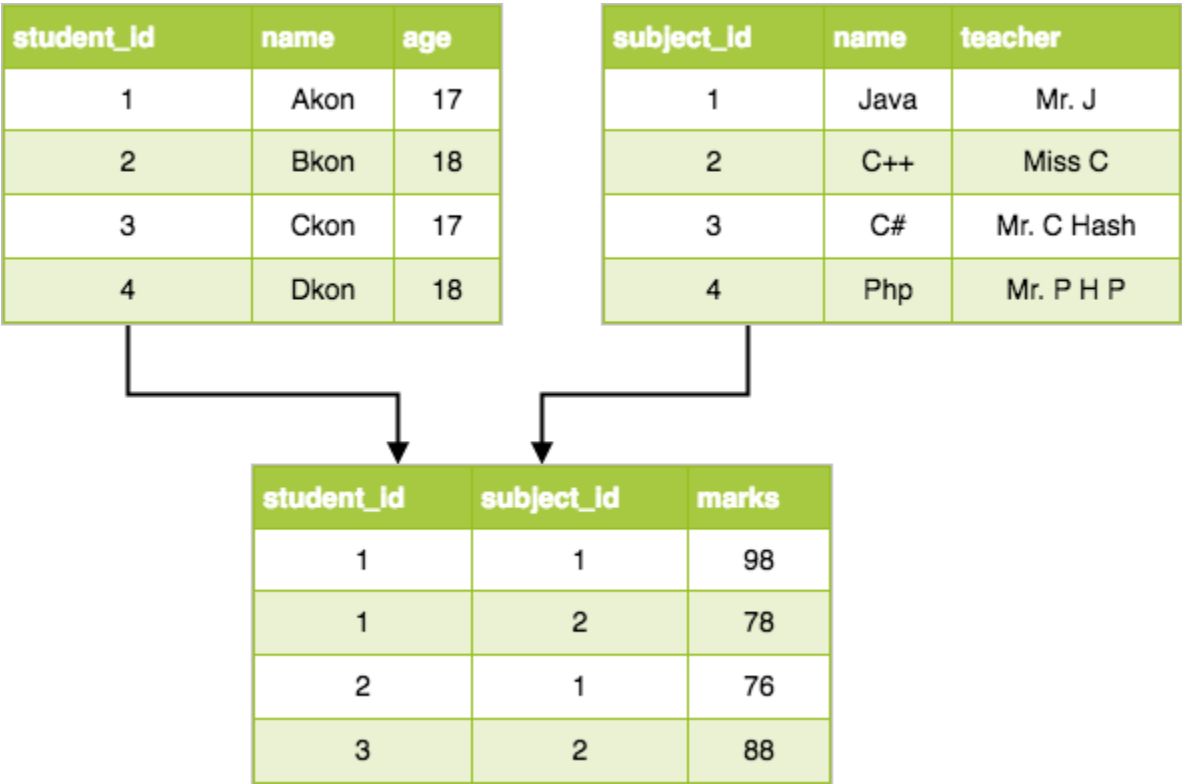 student_id name age
1 Akon 17
2 Bkon 18
3 Ckon 17
4 Dkon 18
subject_id name teacher
1 Java Mr. J
2 C++ Miss C
3 C# Mr. C Hash
4 Php Mr. P H P
student_id subject_id marks
1 1 98
1 2 78
2 1 76
3 2 88